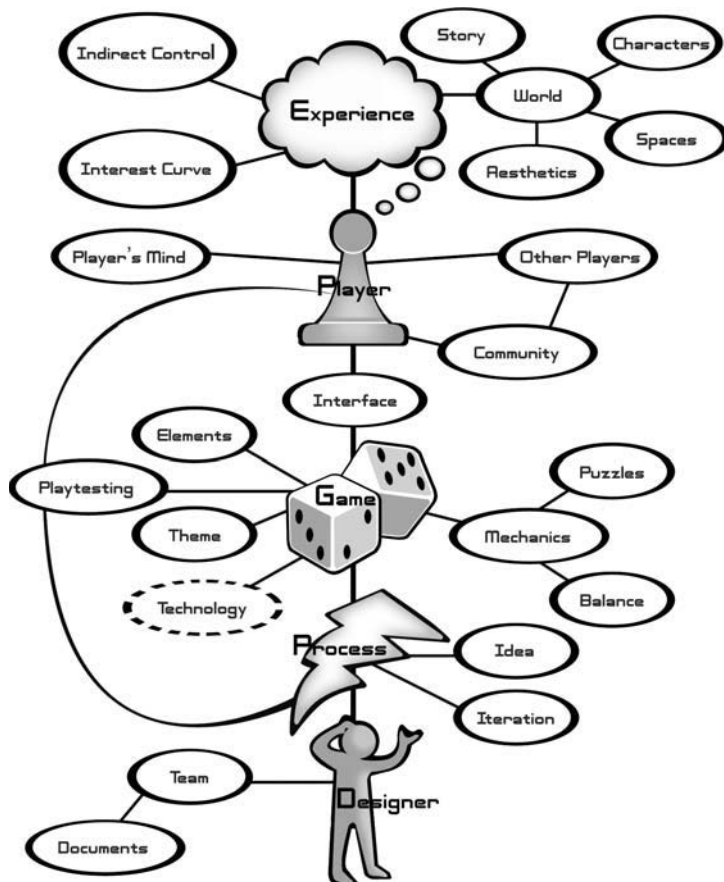 Story
Indirect Control
Characters
World
Experience
Spaces
Interest Curve
Aesthetics
Player's Mind
Other Players
Player
Community
Interface
Elements
Puzzles
Playtesting
Game
Theme
Mechanics
Technology
Balance
Process
Idea
Iteration
Team
Designer
Documents